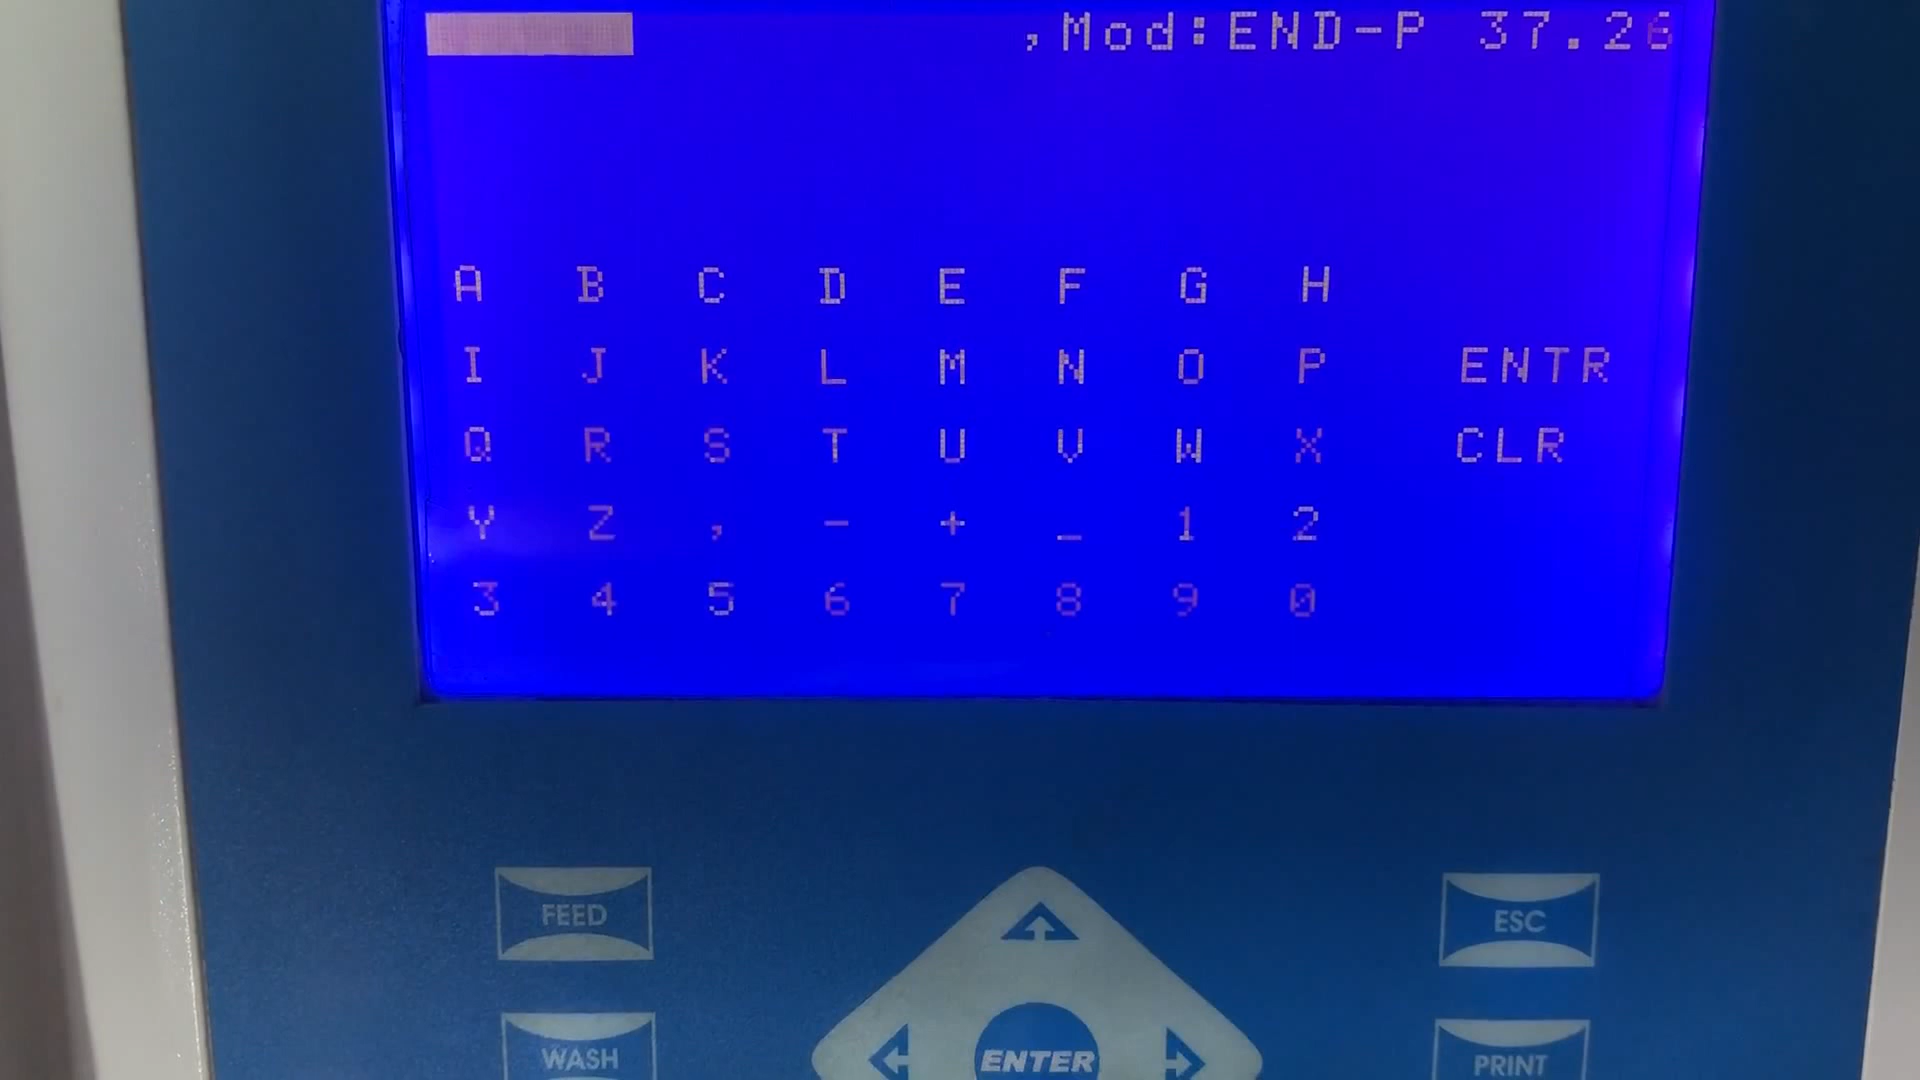 ,Mod:END-P 37.26
A B C D E F G H
I J K L M N O P ENTR
Q R S T U V W X CLR
Y Z , - + _ 1 2
3 4 5 6 7 8 9 0
FEED ESC
WASH ENTER PRINT